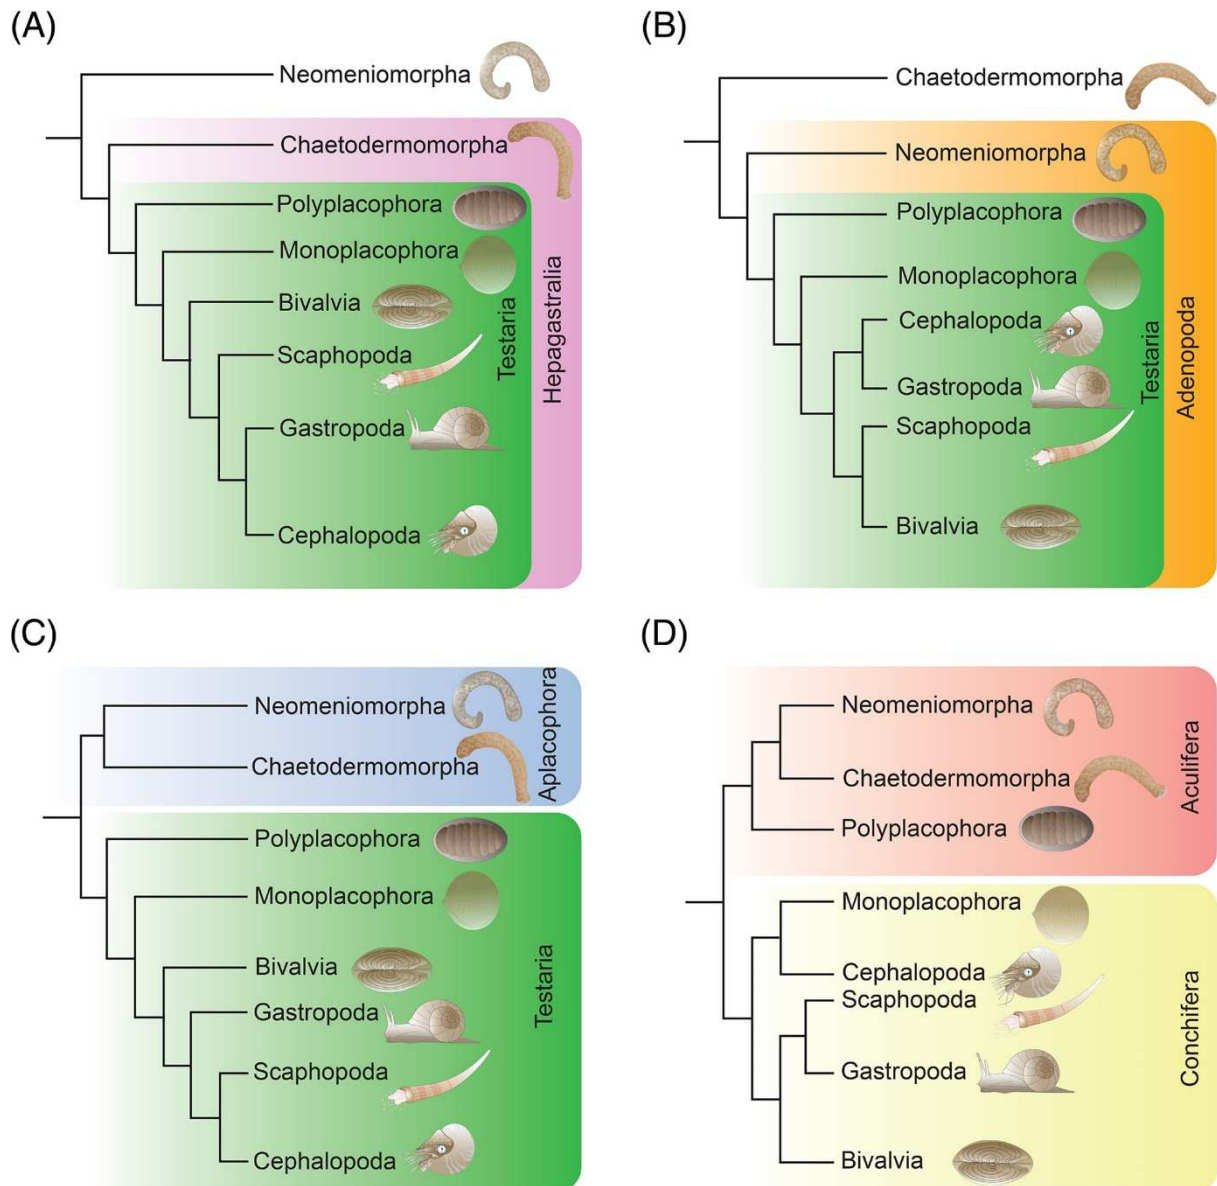 (A)
Neomeniomorpha
Chaetodermomorpha
Polyplacophora
Monoplacophora
Bivalvia
Scaphopoda
Gastropoda
Cephalopoda
Testaria
Hepagastralia
(B)
Chaetodermomorpha
Neomeniomorpha
Polyplacophora
Monoplacophora
Cephalopoda
Gastropoda
Scaphopoda
Bivalvia
Testaria
Adenopoda
(C)
Neomeniomorpha
Chaetodermomorpha
Aplacophora
Polyplacophora
Monoplacophora
Bivalvia
Gastropoda
Scaphopoda
Cephalopoda
Testaria
(D)
Neomeniomorpha
Chaetodermomorpha
Polyplacophora
Aculifera
Monoplacophora
Cephalopoda
Scaphopoda
Gastropoda
Bivalvia
Conchifera